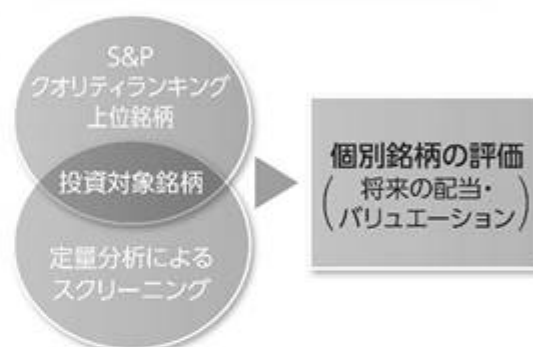 S&P
クオリティランキング
上位銘柄
投資対象銘柄
定量分析による
スクリーニング
個別銘柄の評価
(将来の配当・
バリュエーション)